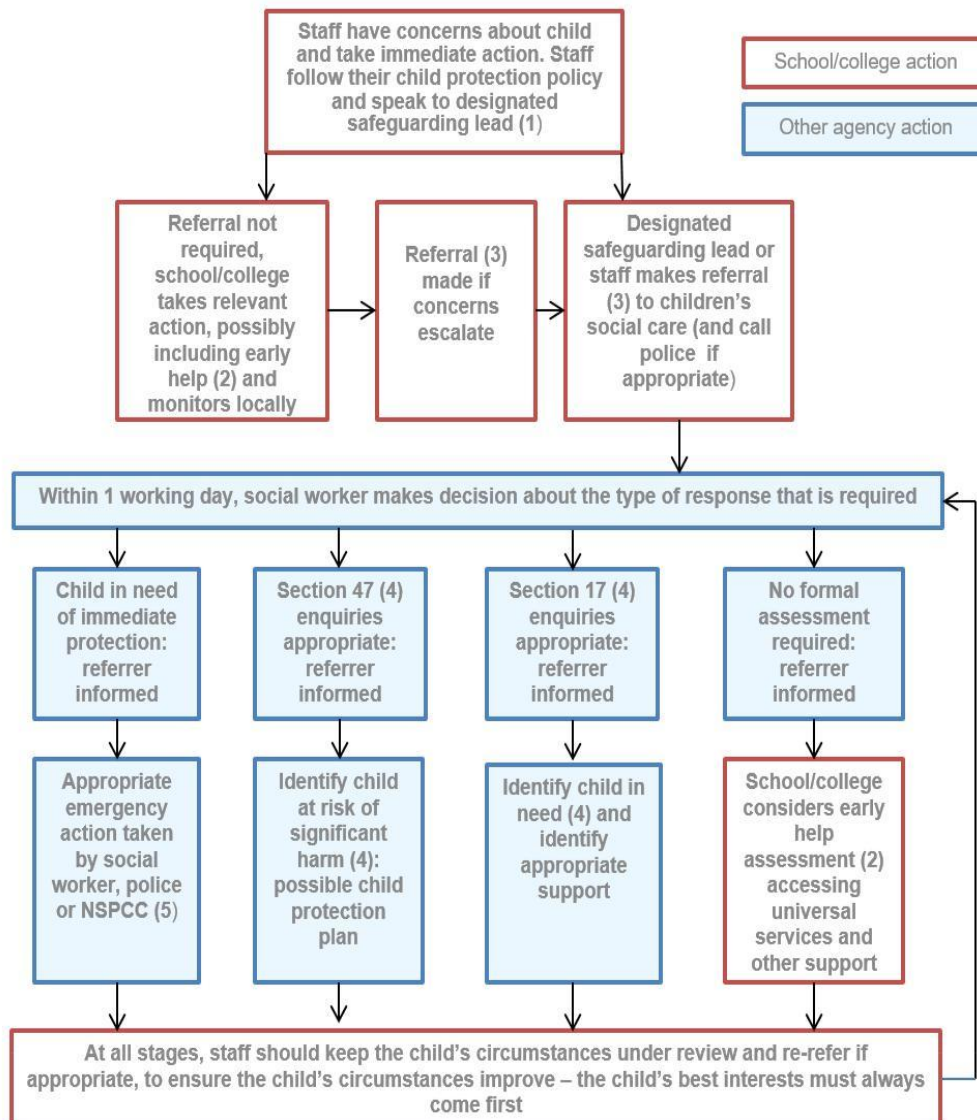 Staff have concerns about child
and take immediate action. Staff
follow their child protection policy
and speak to designated
safeguarding lead (1)
School/college action
Other agency action
Referral not
required,
school/college
takes relevant
action, possibly
including early
help (2) and
monitors locally
Referral (3)
made if
concerns
escalate
Designated
safeguarding lead or
staff makes referral
(3) to children’s
social care (and call
police if
appropriate)
Within 1 working day, social worker makes decision about the type of response that is required
Child in need
of immediate
protection:
referrer
informed
Section 47 (4)
enquiries
appropriate:
referrer
informed
Section 17 (4)
enquiries
appropriate:
referrer
informed
No formal
assessment
required:
referrer
informed
Appropriate
emergency
action taken
by social
worker, police
or NSPCC (5)
Identify child
at risk of
significant
harm (4):
possible child
protection
plan
Identify child in
need (4) and
identify
appropriate
support
School/college
considers early
help
assessment (2)
accessing
universal
services and
other support
At all stages, staff should keep the child’s circumstances under review and re-refer if
appropriate, to ensure the child’s circumstances improve – the child’s best interests must always
come first